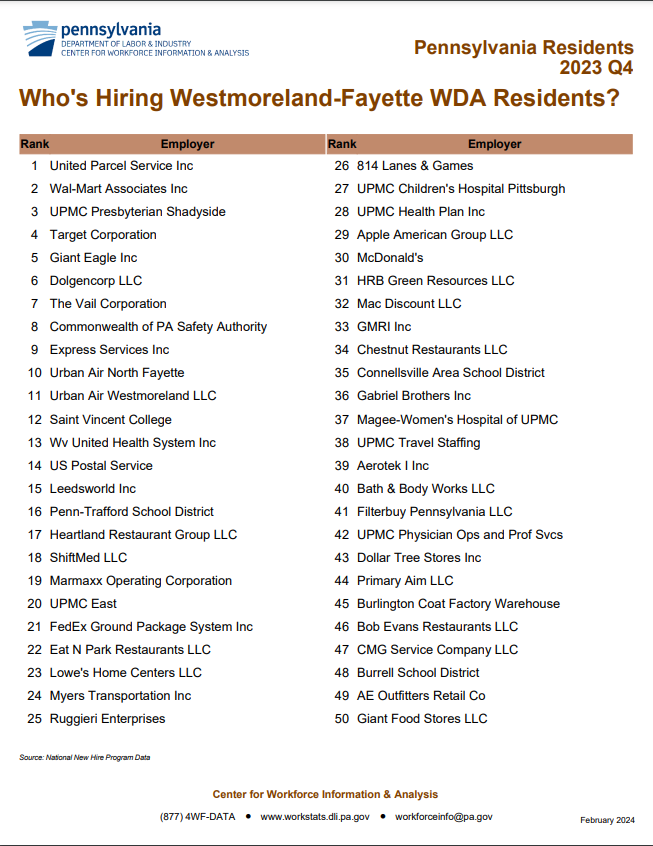 pennsylvania
DEPARTMENT OF LABOR & INDUSTRY
CENTER FOR WORKFORCE INFORMATION & ANALYSIS
Pennsylvania Residents
2023 Q4
Who's Hiring Westmoreland-Fayette WDA Residents?
Rank Employer
1 United Parcel Service Inc
2 Wal-Mart Associates Inc
3 UPMC Presbyterian Shadyside
4 Target Corporation
5 Giant Eagle Inc
6 Dolgencorp LLC
7 The Vail Corporation
8 Commonwealth of PA Safety Authority
9 Express Services Inc
10 Urban Air North Fayette
11 Urban Air Westmoreland LLC
12 Saint Vincent College
13 Wv United Health System Inc
14 US Postal Service
15 Leedsworld Inc
16 Penn-Trafford School District
17 Heartland Restaurant Group LLC
18 ShiftMed LLC
19 Marmaxx Operating Corporation
20 UPMC East
21 FedEx Ground Package System Inc
22 Eat N Park Restaurants LLC
23 Lowe's Home Centers LLC
24 Myers Transportation Inc
25 Ruggieri Enterprises
Rank Employer
26 814 Lanes & Games
27 UPMC Children's Hospital Pittsburgh
28 UPMC Health Plan Inc
29 Apple American Group LLC
30 McDonald's
31 HRB Green Resources LLC
32 Mac Discount LLC
33 GMRI Inc
34 Chestnut Restaurants LLC
35 Connellsville Area School District
36 Gabriel Brothers Inc
37 Magee-Women's Hospital of UPMC
38 UPMC Travel Staffing
39 Aerotek I Inc
40 Bath & Body Works LLC
41 Filterbuy Pennsylvania LLC
42 UPMC Physician Ops and Prof Svcs
43 Dollar Tree Stores Inc
44 Primary Aim LLC
45 Burlington Coat Factory Warehouse
46 Bob Evans Restaurants LLC
47 CMG Service Company LLC
48 Burrell School District
49 AE Outfitters Retail Co
50 Giant Food Stores LLC
Source: National New Hire Program Data
Center for Workforce Information & Analysis
(877) 4WF-DATA ● www.workstats.dli.pa.gov ● workforceinfo@pa.gov
February 2024